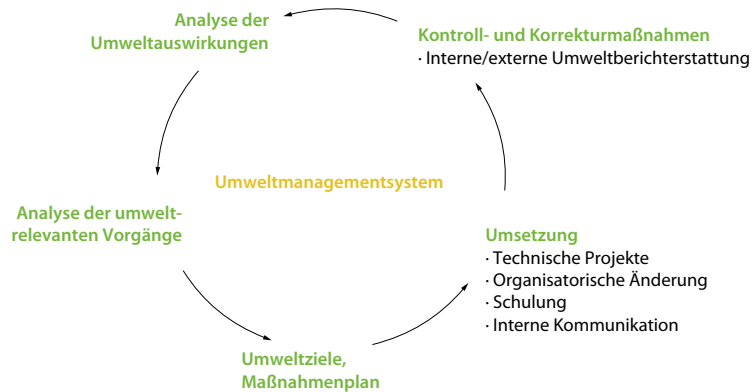 Analyse der
Umweltauswirkungen
Kontroll- und Korrekturmaßnahmen
· Interne/externe Umweltberichterstattung
Umweltmanagementsystem
Analyse der umwelt-
relevanten Vorgänge
Umsetzung
· Technische Projekte
· Organisatorische Änderung
· Schulung
· Interne Kommunikation
Umweltziele,
Maßnahmenplan